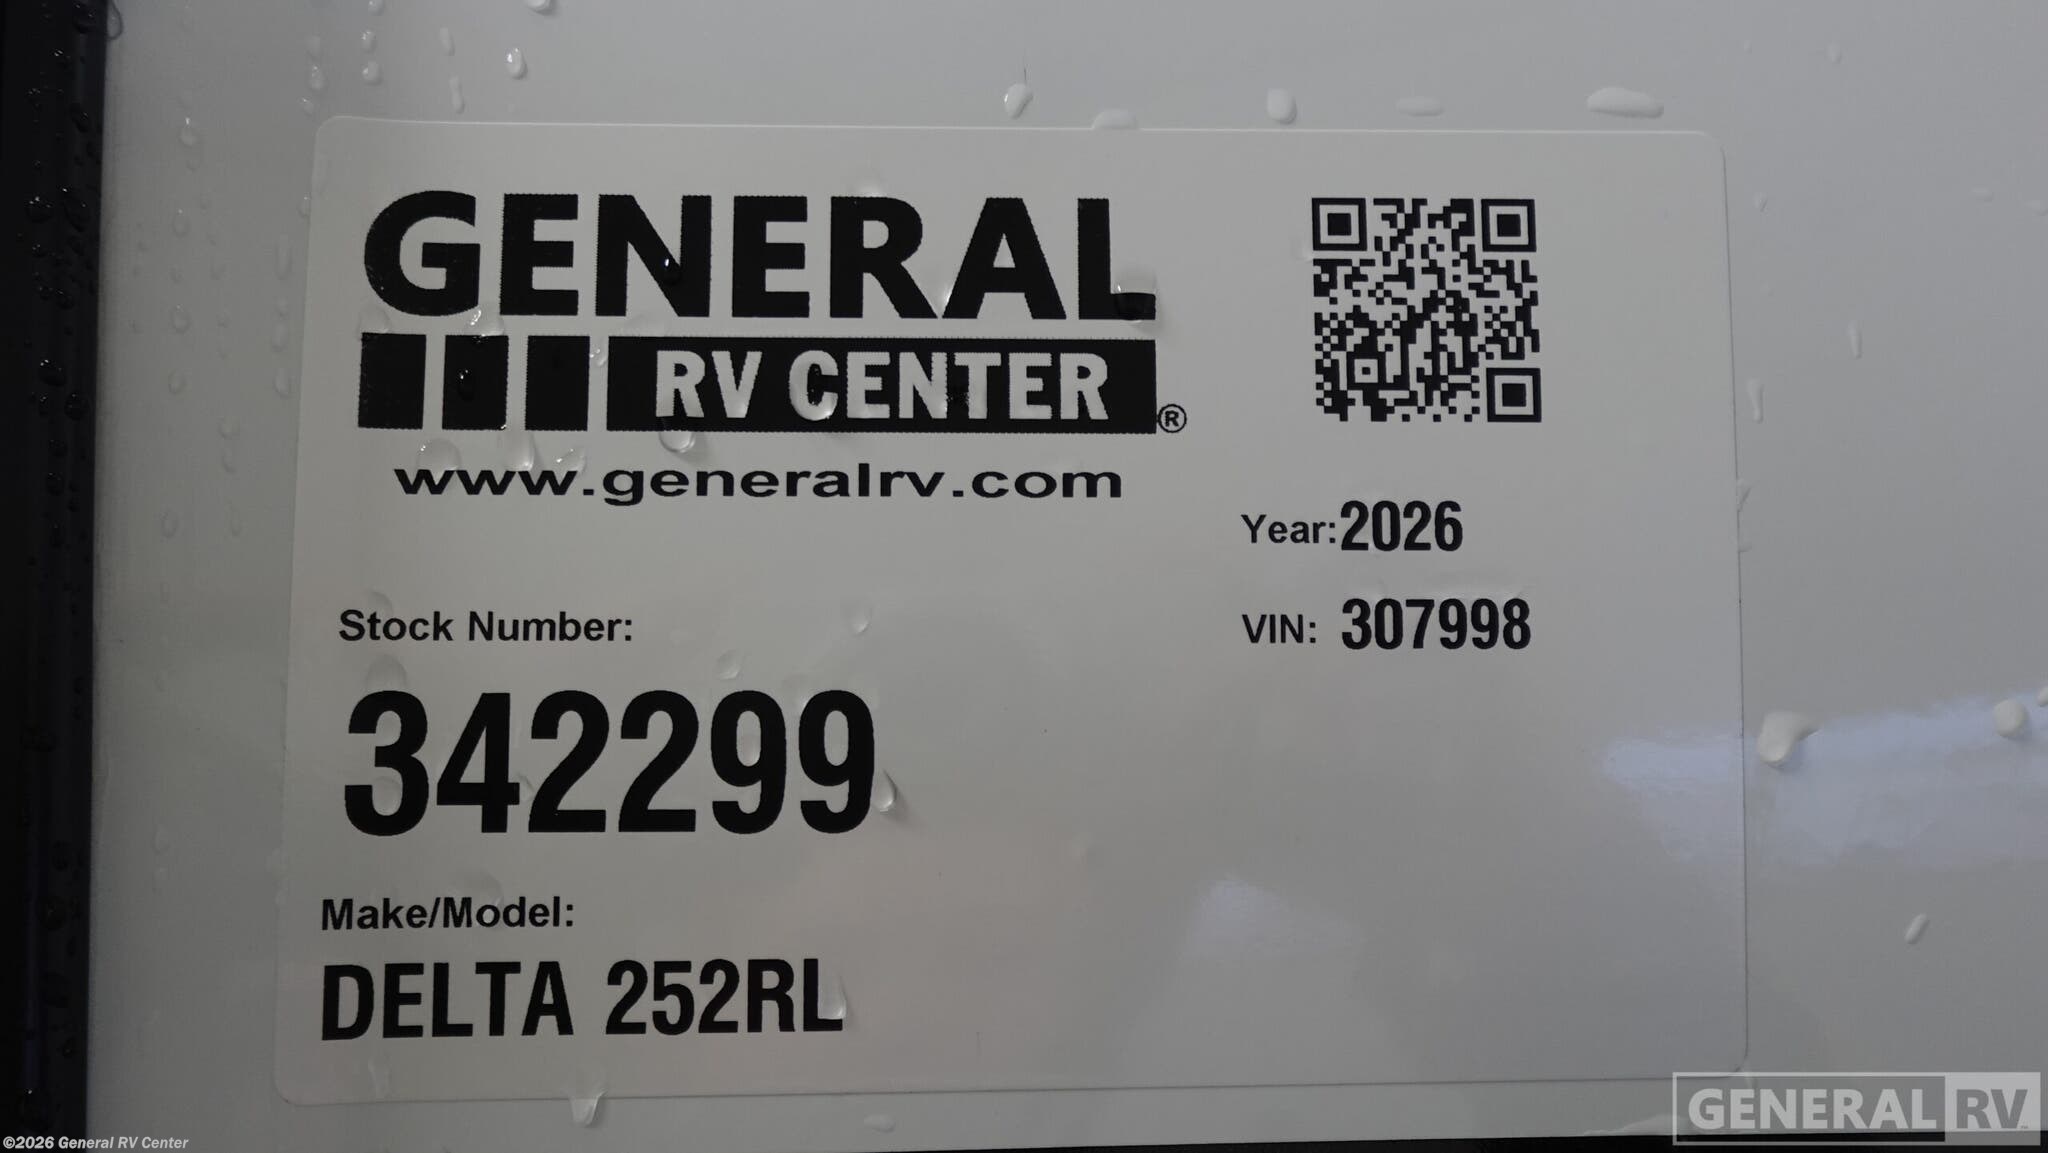 GENERAL
RV CENTER®
www.generalrv.com
Year: 2026
VIN: 307998
Stock Number:
342299
Make/Model:
DELTA 252RL
©2026 General RV Center
GENERAL RV